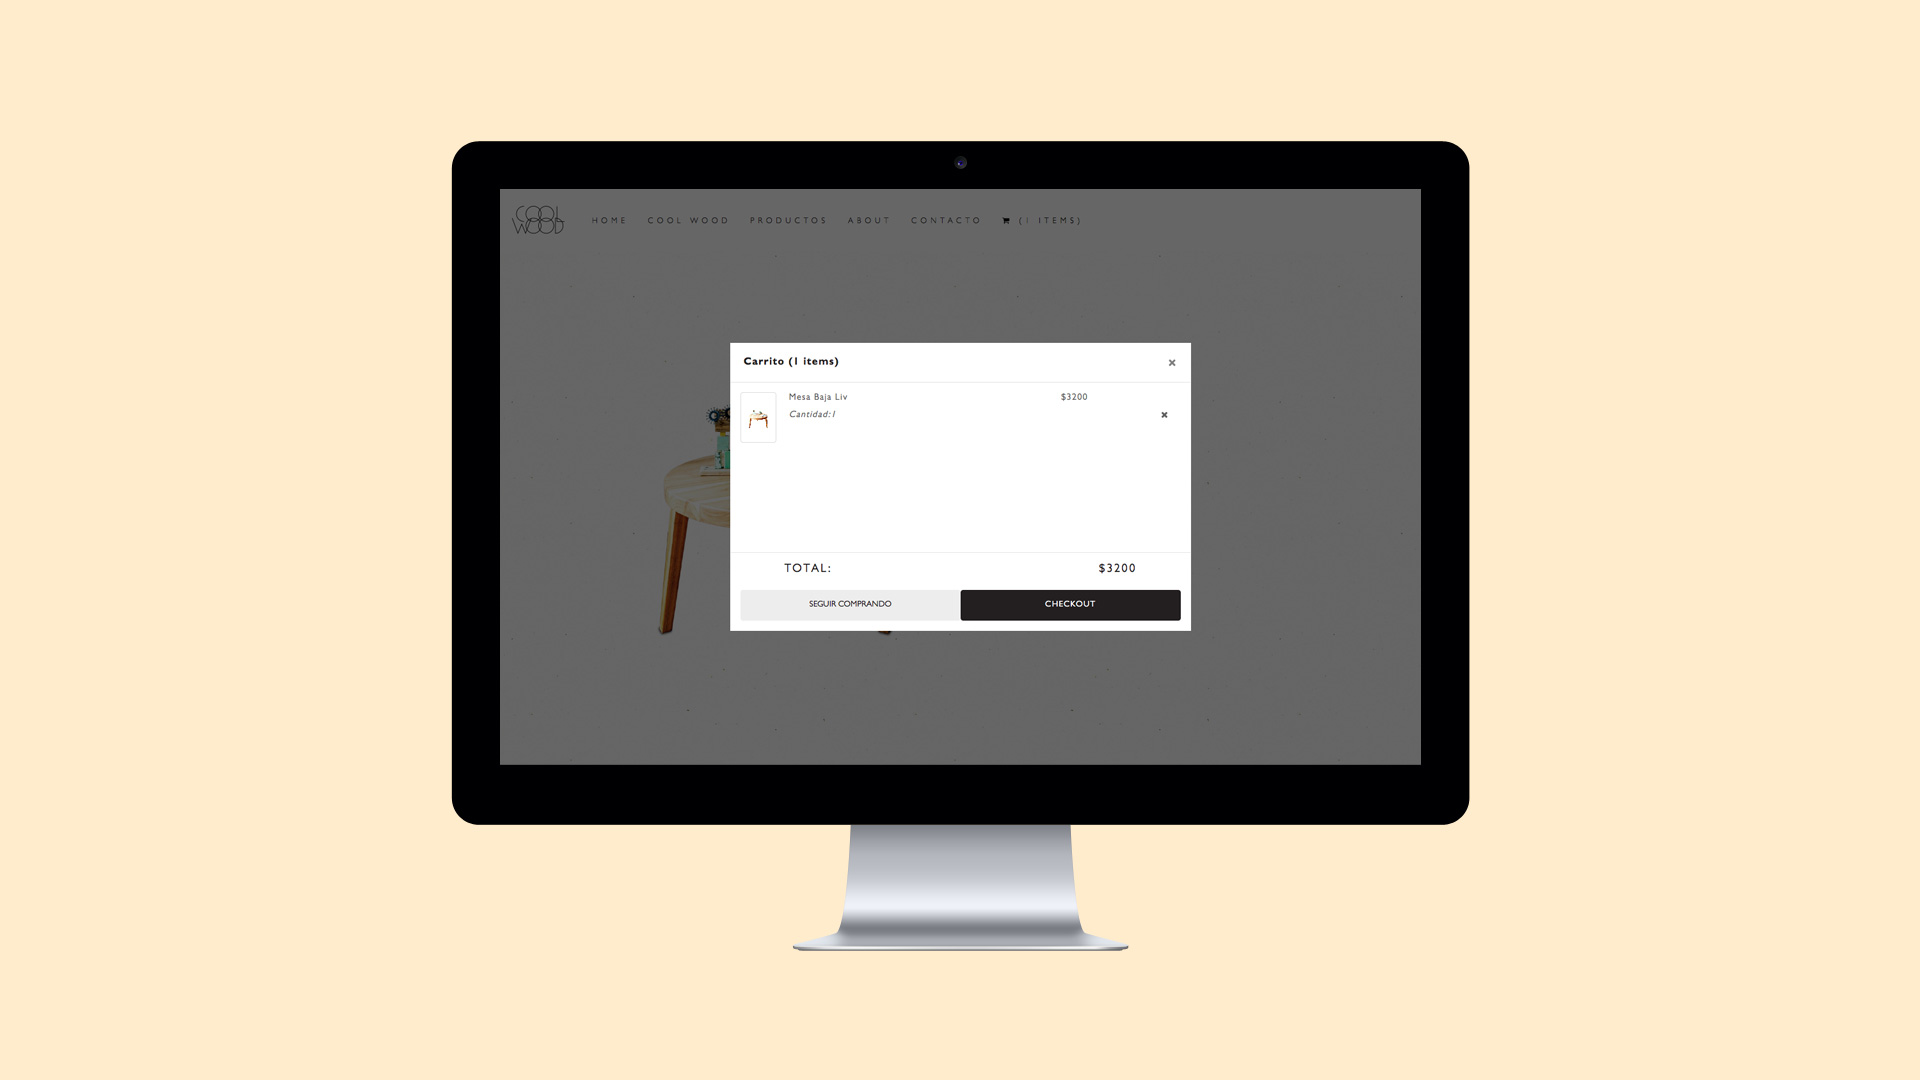 COOL
WOOD
HOME COOL WOOD PRODUCTOS ABOUT CONTACTO (1 ITEMS)
Carrito (1 items)
Mesa Baja Liv $3200
Cantidad:1
TOTAL: $3200
SEGUIR COMPRANDO CHECKOUT